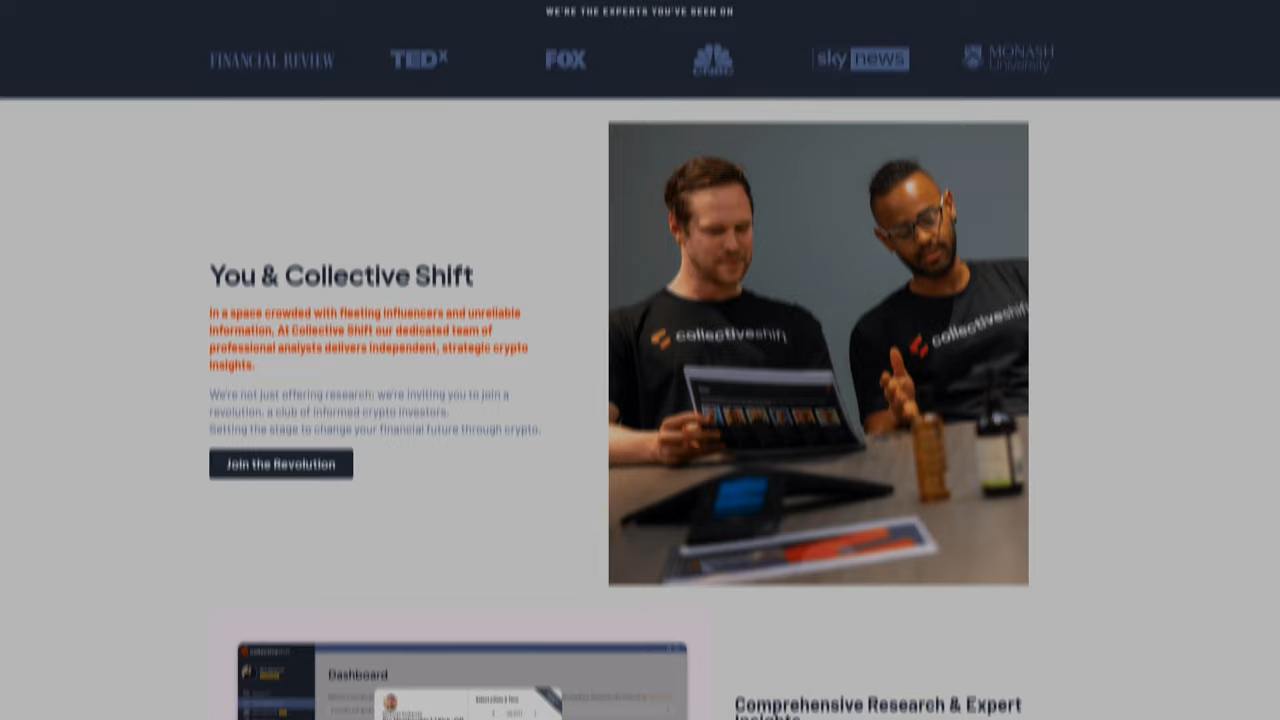 WE'RE THE EXPERTS YOU'VE SEEN ON
FINANCIAL REVIEW
TEDx
FOX
CNBC
sky news
MONASH
University
You & Collective Shift
In a space crowded with fleeting influencers and unreliable
information, At Collective Shift our dedicated team of
professional analysts delivers independent, strategic crypto
insights.
We're not just offering research; we're inviting you to join a
revolution, a club of informed crypto investors.
Setting the stage to change your financial future through crypto.
Join the Revolution
collectiveshift
collectiveshift
collectiveshift
Dashboard
Comprehensive Research & Expert
Insights